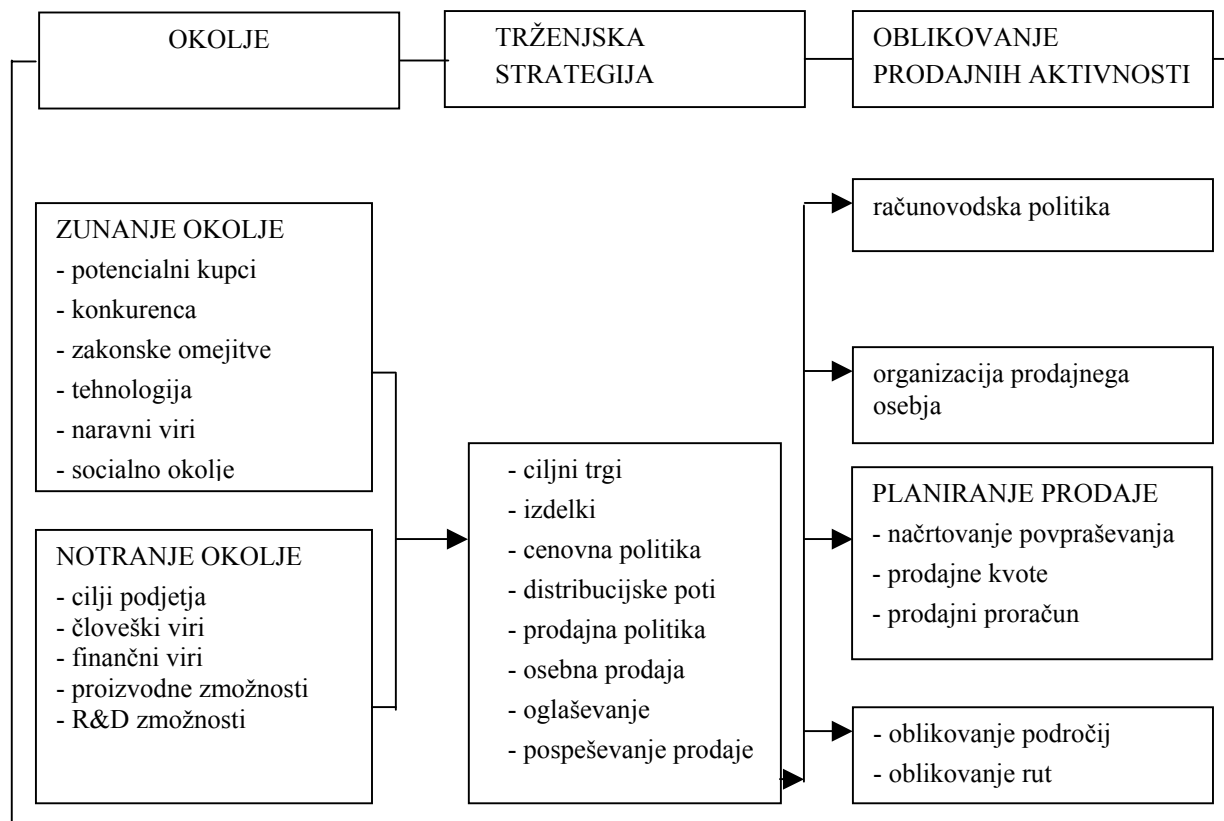 OKOLJE
TRŽENJSKA
STRATEGIJA
OBLIKOVANJE
PRODAJNIH AKTIVNOSTI
ZUNANJE OKOLJE
- potencialni kupci
- konkurenca
- zakonske omejitve
- tehnologija
- naravni viri
- socialno okolje
NOTRANJE OKOLJE
- cilji podjetja
- človeški viri
- finančni viri
- proizvodne zmožnosti
- R&D zmožnosti
- ciljni trgi
- izdelki
- cenovna politika
- distribucijske poti
- prodajna politika
- osebna prodaja
- oglaševanje
- pospeševanje prodaje
računovodska politika
organizacija prodajnega
osebja
PLANIRANJE PRODAJE
- načrtovanje povpraševanja
- prodajne kvote
- prodajni proračun
- oblikovanje področij
- oblikovanje rut